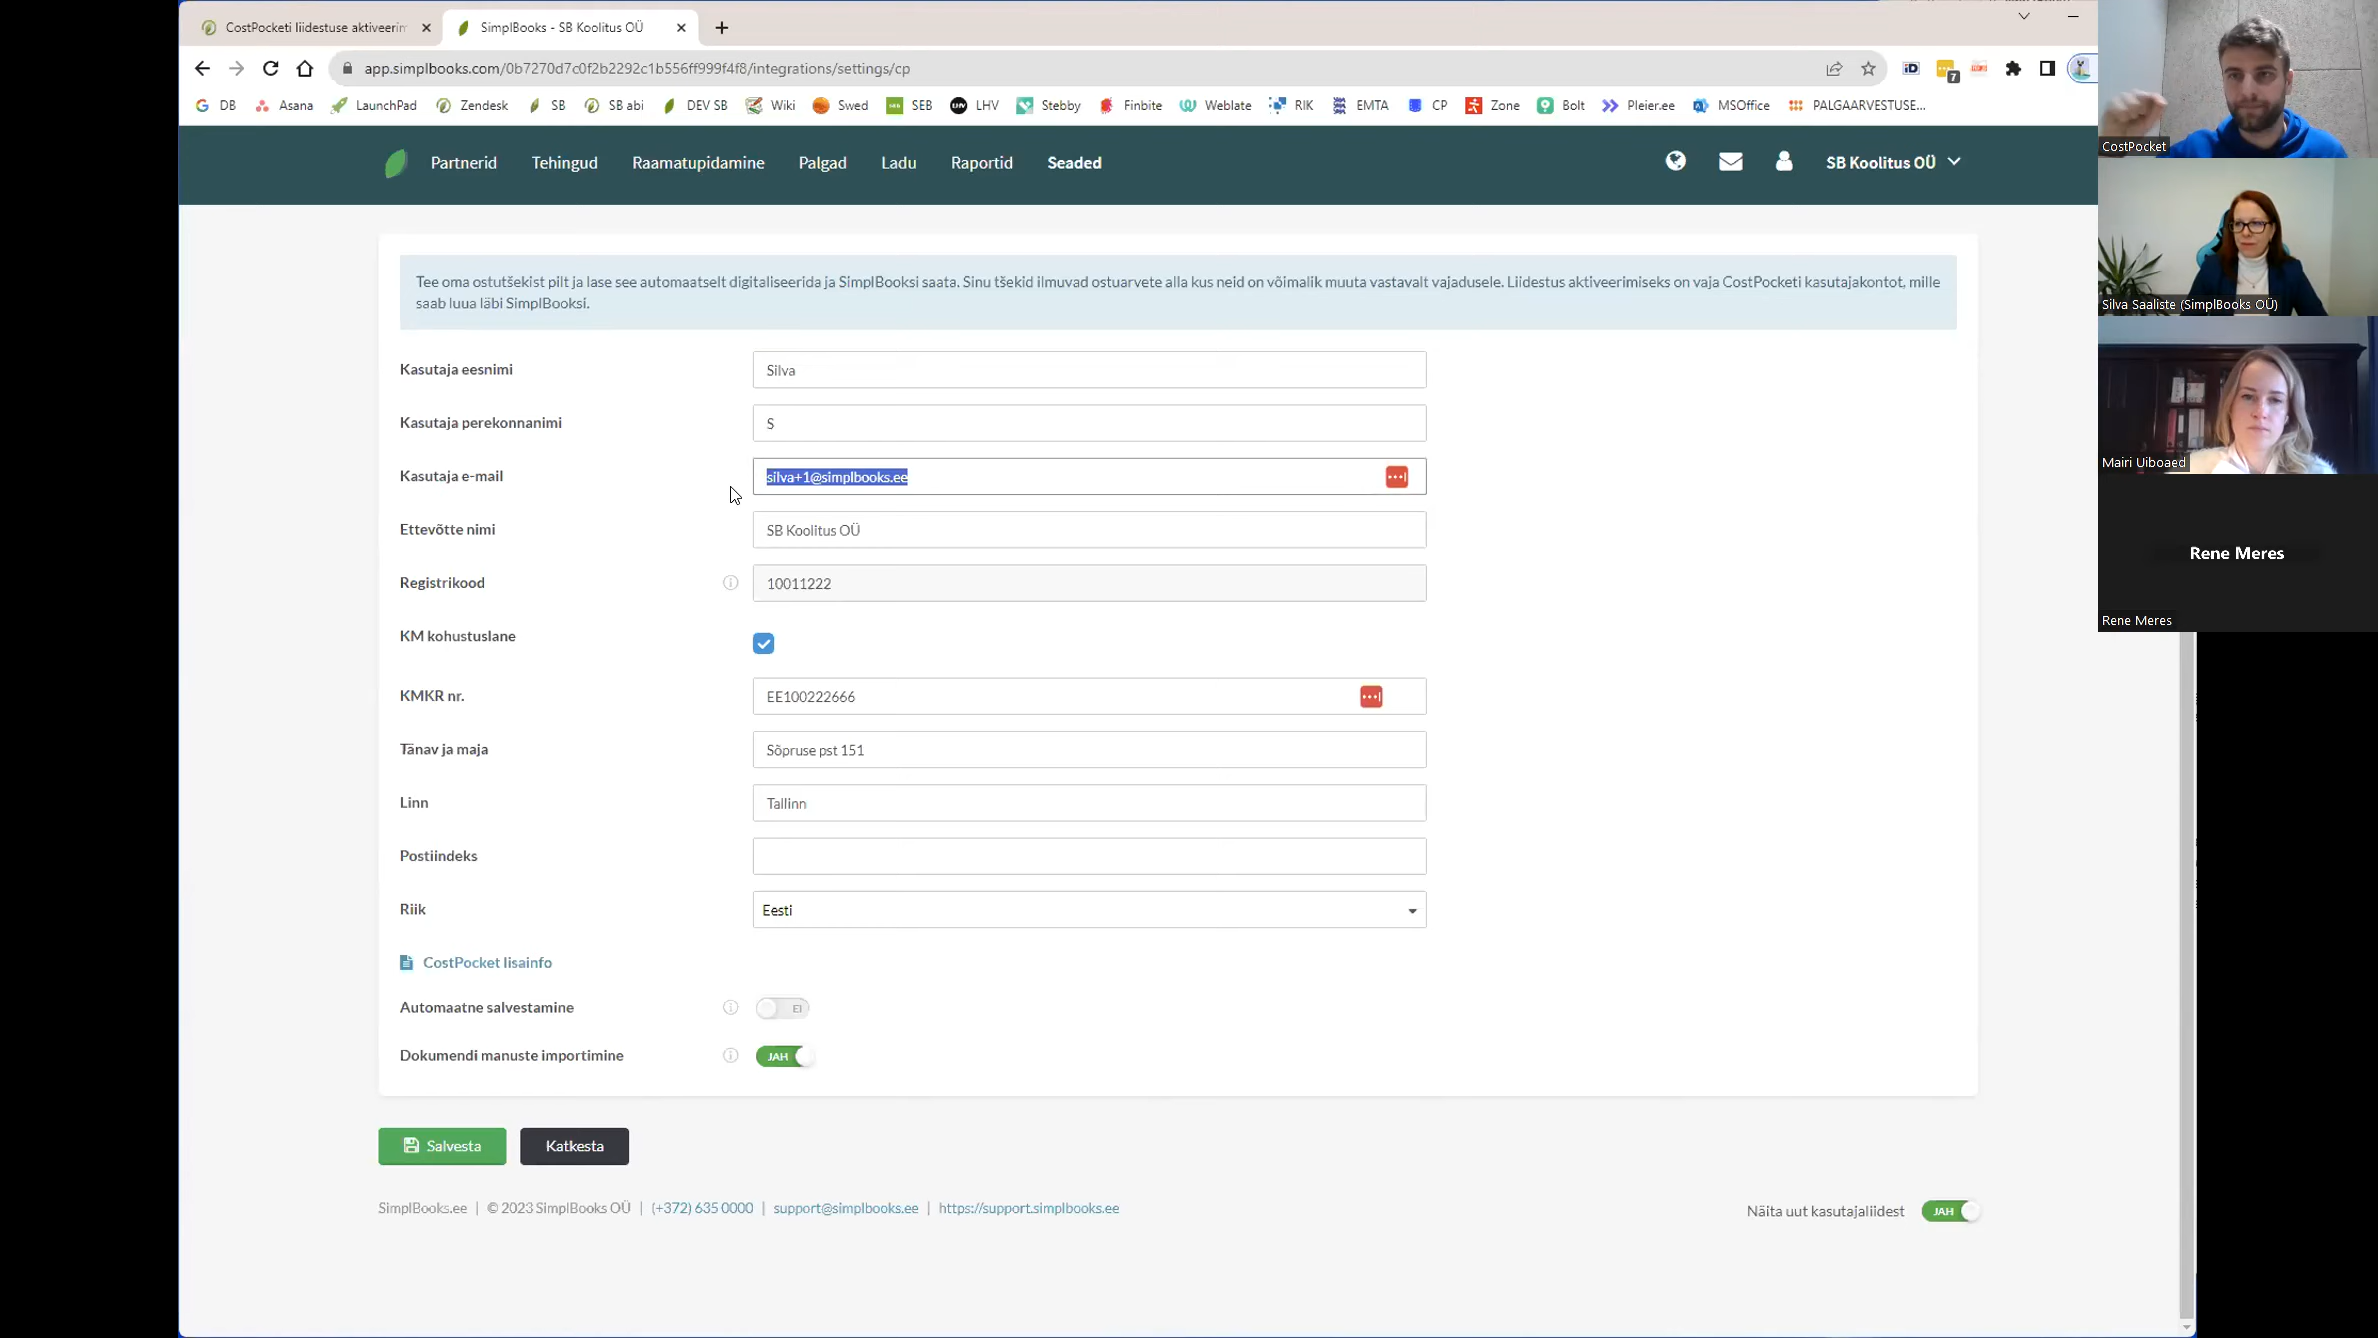 CostPocketi liidestuse aktiveerim
SimplBooks - SB Koolitus OÜ
app.simplbooks.com/0b7270d7c0f2b2292c1b556ff999f4f8/integrations/settings/cp
7
DB Asana LaunchPad Zendesk SB SB abi DEV SB Wiki Swed SEB LHV Stebby Finbite Weblate RIK EMTA CP Zone Bolt Pleier.ee MSOffice PALGAARVESTUSE...
Partnerid Tehingud Raamatupidamine Palgad Ladu Raportid Seaded SB Koolitus OÜ
CostPocket
Silva Saaliste (SimplBooks OÜ)
Mairi Uiboaed
Rene Meres
Rene Meres
Tee oma ostutšekist pilt ja lase see automaatselt digitaliseerida ja SimplBooksi saata. Sinu tšekid ilmuvad ostuarvete alla kus neid on võimalik muuta vastavalt vajadusele. Liidestus aktiveerimiseks on vaja CostPocketi kasutajakontot, mille
saab luua läbi SimplBooksi.
Kasutaja eesnimi Silva
Kasutaja perekonnanimi S
Kasutaja e-mail silva+1@simplbooks.ee
Ettevõtte nimi SB Koolitus OÜ
Registrikood 10011222
KM kohustuslane
KMKR nr. EE100222666
Tänav ja maja Sõpruse pst 151
Linn Tallinn
Postiindeks
Riik Eesti
CostPocket lisainfo
Automaatne salvestamine EI
Dokumendi manuste importimine JAH
Salvesta Katkesta
SimplBooks.ee | © 2023 SimplBooks OÜ | (+372) 635 0000 | support@simplbooks.ee | https://support.simplbooks.ee
Näita uut kasutajaliidest JAH